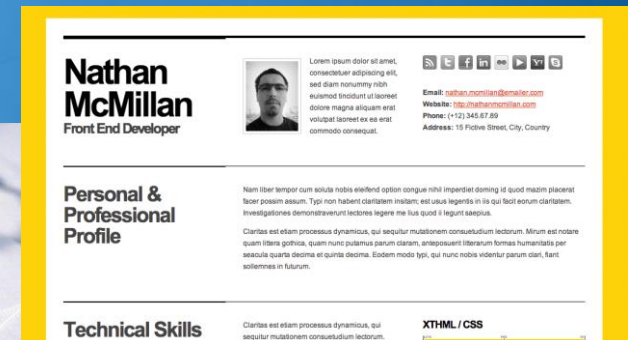 Nathan
McMillan
Front End Developer
Lorem ipsum dolor sit amet,
consectetuer adipiscing elit,
sed diam nonummy nibh
euismod tincidunt ut laoreet
dolore magna aliquam erat
volutpat laoreet ex ea erat
commodo consequat.
Email: nathan.mcmillan@emailer.com
Website: http://nathanmcmillan.com
Phone: (+12) 345.67.89
Address: 15 Fictive Street, City, Country
Personal &
Professional
Profile
Nam liber tempor cum soluta nobis eleifend option congue nihil imperdiet doming id quod mazim placerat
facer possim assum. Typi non habent claritatem insitam; est usus legentis in iis qui facit eorum claritatem.
Investigationes demonstraverunt lectores legere me lius quod ii legunt saepius.
Claritas est etiam processus dynamicus, qui sequitur mutationem consuetudium lectorum. Mirum est notare
quam littera gothica, quam nunc putamus parum claram, anteposuerit litterarum formas humanitatis per
seacula quarta decima et quinta decima. Eodem modo typi, qui nunc nobis videntur parum clari, fiant
sollemnes in futurum.
Technical Skills
Claritas est etiam processus dynamicus, qui
sequitur mutationem consuetudium lectorum.
XTHML / CSS